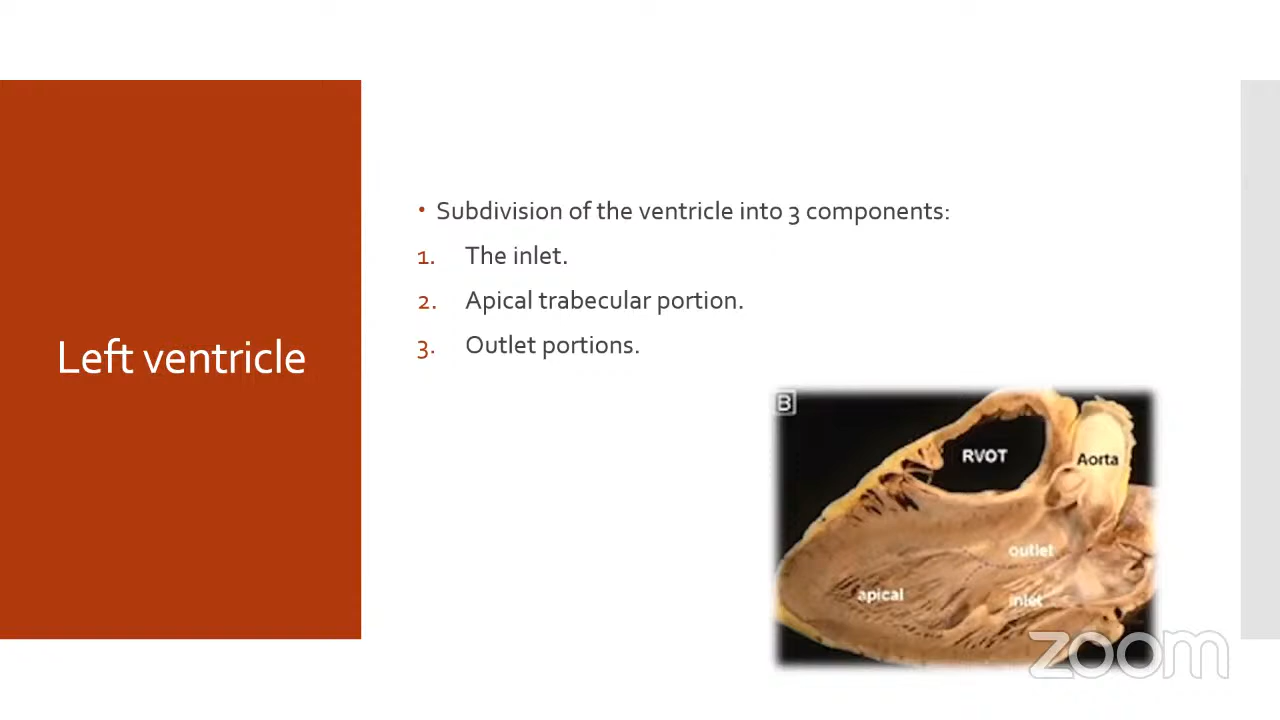 Left ventricle
• Subdivision of the ventricle into 3 components:
1. The inlet.
2. Apical trabecular portion.
3. Outlet portions.
B
RVOT
Aorta
outlet
apical
inlet
zoom